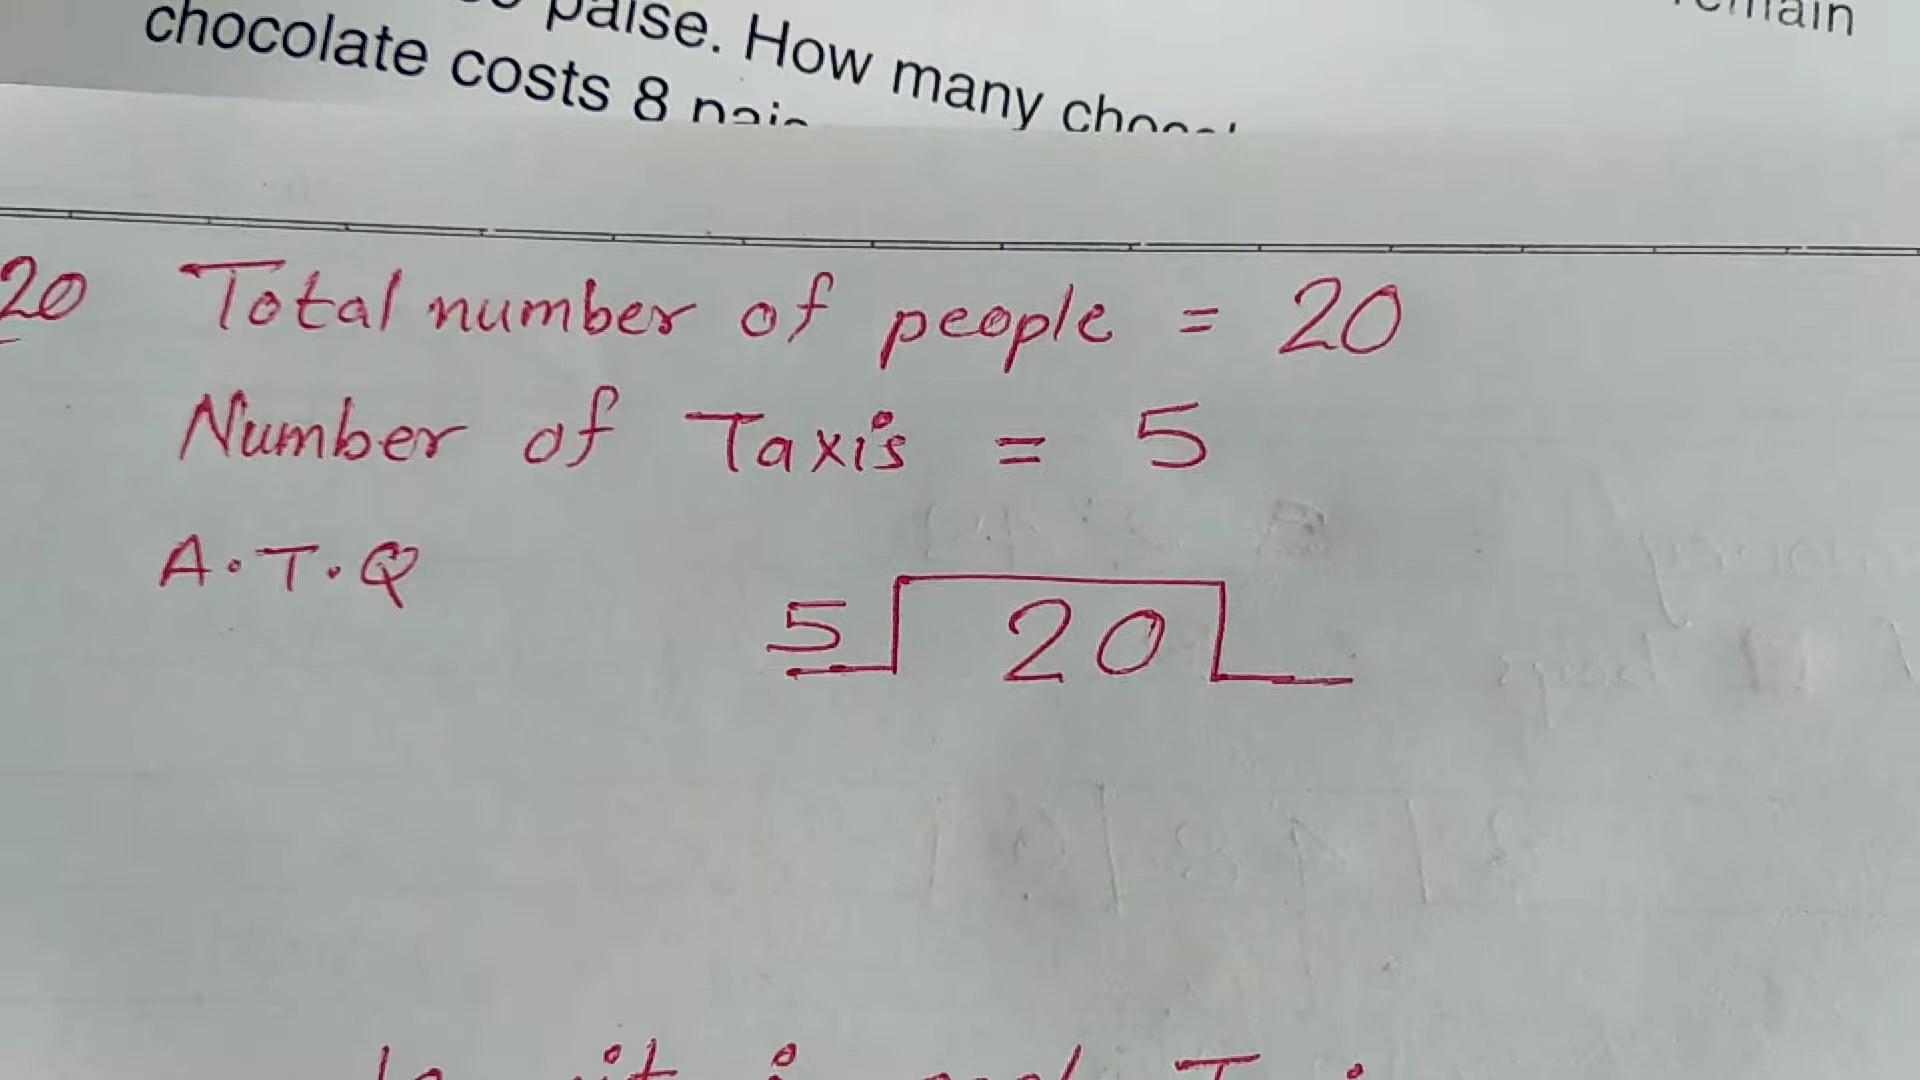 paise. How many
chocolate costs 8
20 Total number of people = 20
Number of Taxis = 5
A.T.Q
5 20